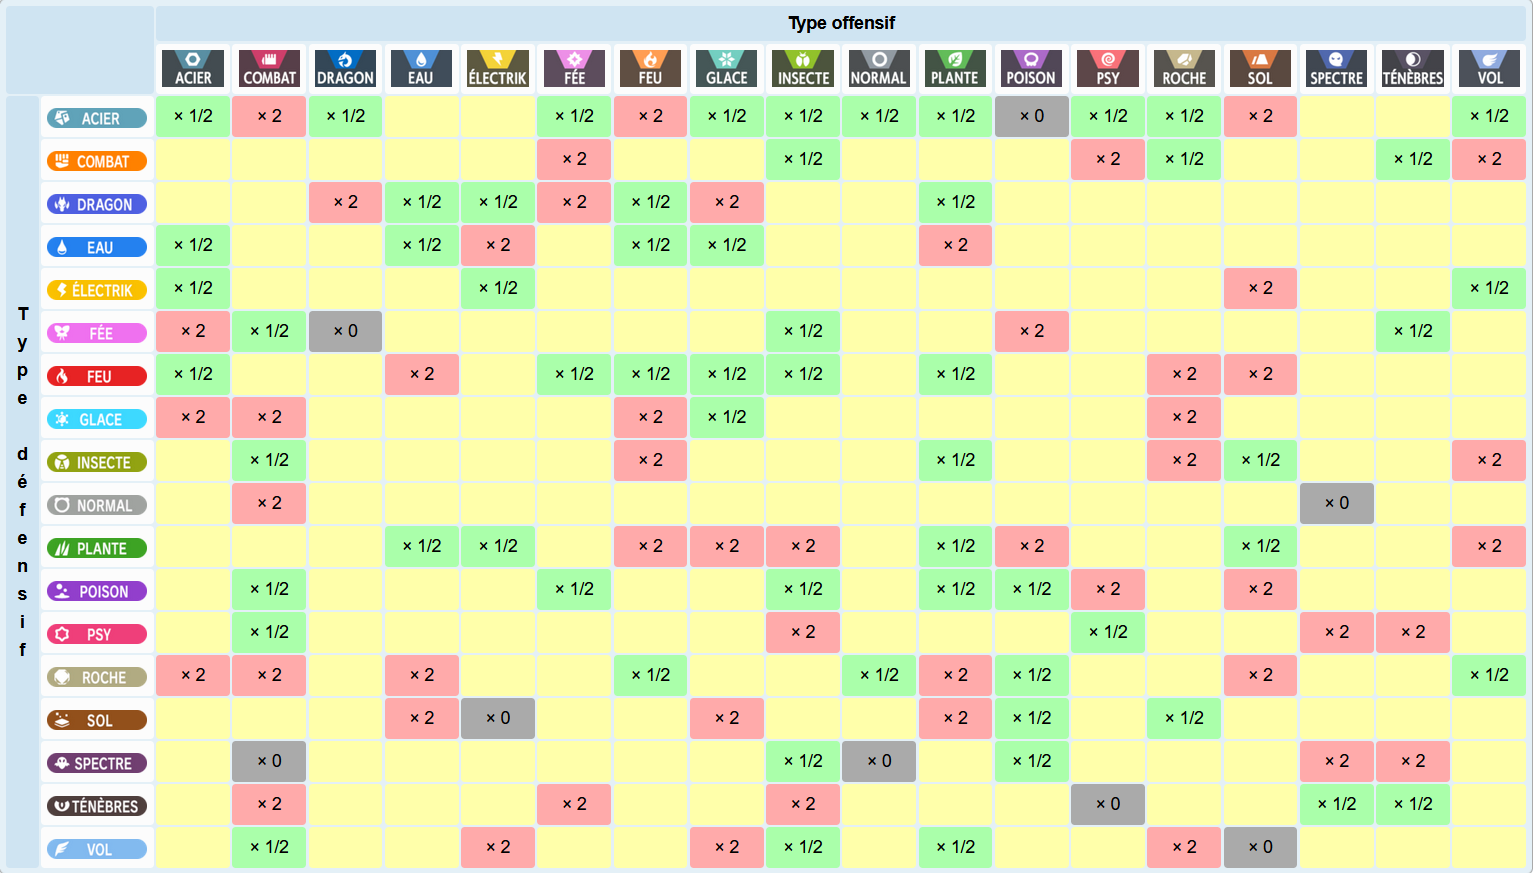 Type offensif
ACIER COMBAT DRAGON EAU ÉLECTRIK FÉE FEU GLACE INSECTE NORMAL PLANTE POISON PSY ROCHE SOL SPECTRE TÉNÈBRES VOL
Type défensif
ACIER × 1/2 × 2 × 1/2 × 1/2 × 2 × 1/2 × 1/2 × 1/2 × 1/2 × 0 × 1/2 × 1/2 × 2 × 1/2
COMBAT × 2 × 1/2 × 2 × 1/2 × 1/2 × 2
DRAGON × 2 × 1/2 × 1/2 × 2 × 1/2 × 2 × 1/2
EAU × 1/2 × 1/2 × 2 × 1/2 × 1/2 × 2
ÉLECTRIK × 1/2 × 1/2 × 2 × 1/2
FÉE × 2 × 1/2 × 0 × 1/2 × 2 × 1/2
FEU × 1/2 × 2 × 1/2 × 1/2 × 1/2 × 1/2 × 1/2 × 2 × 2
GLACE × 2 × 2 × 2 × 1/2 × 2
INSECTE × 1/2 × 2 × 1/2 × 2 × 1/2 × 2
NORMAL × 2 × 0
PLANTE × 1/2 × 1/2 × 2 × 2 × 2 × 1/2 × 2 × 1/2 × 2
POISON × 1/2 × 1/2 × 1/2 × 1/2 × 1/2 × 2 × 2
PSY × 1/2 × 2 × 1/2 × 2 × 2
ROCHE × 2 × 2 × 2 × 1/2 × 1/2 × 2 × 1/2 × 2 × 1/2
SOL × 2 × 0 × 2 × 2 × 1/2 × 1/2
SPECTRE × 0 × 1/2 × 0 × 1/2 × 2 × 2
TÉNÈBRES × 2 × 2 × 2 × 0 × 1/2 × 1/2
VOL × 1/2 × 2 × 2 × 1/2 × 1/2 × 2 × 0